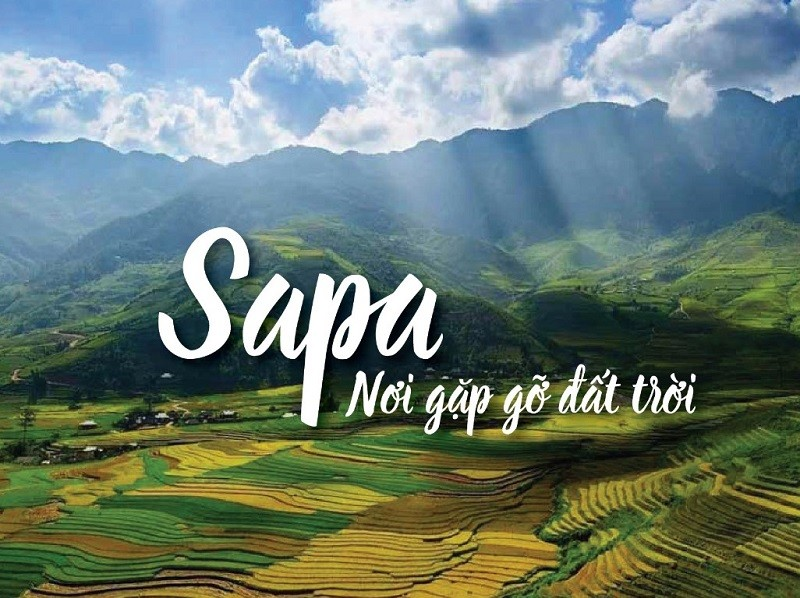 Sapa
Nơi gặp gỡ đất trời